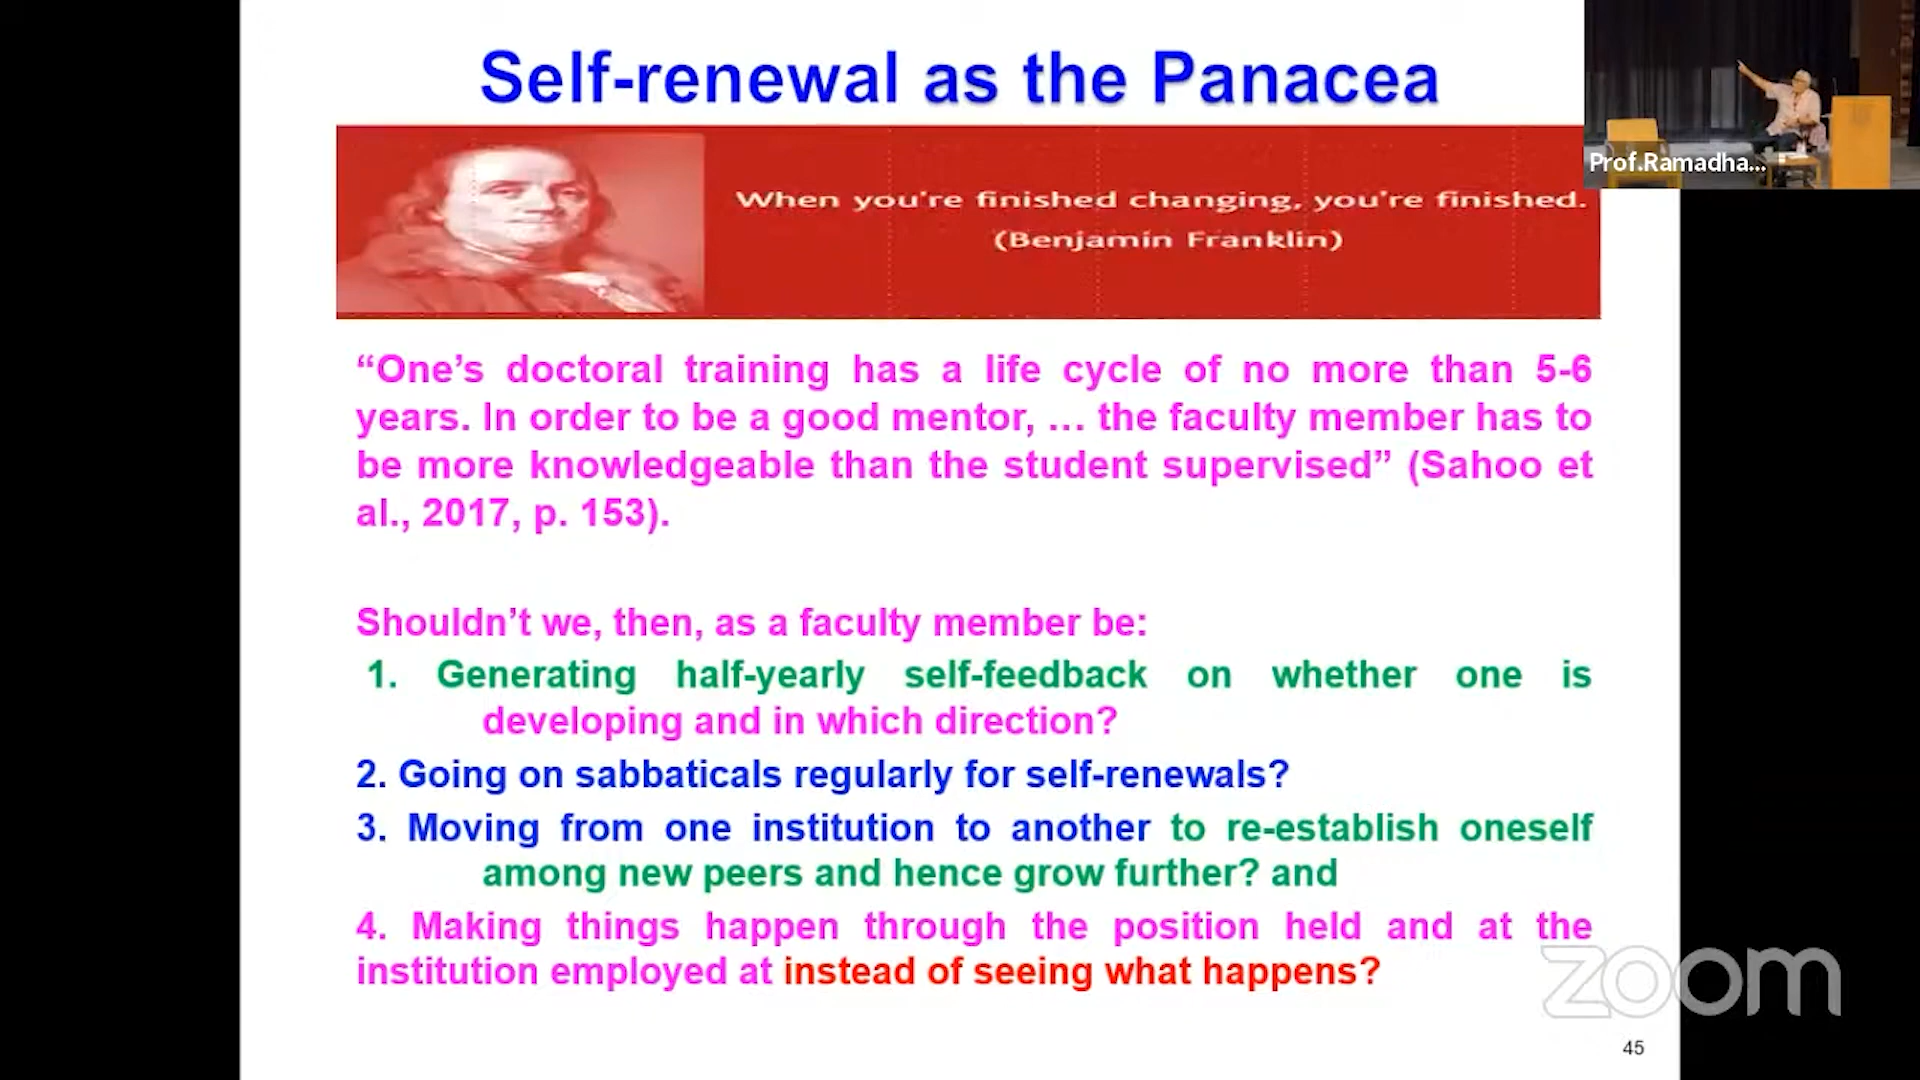 Self-renewal as the Panacea
Prof.Ramadha...
When you're finished changing, you're finished.
(Benjamin Franklin)
“One’s doctoral training has a life cycle of no more than 5-6
years. In order to be a good mentor, … the faculty member has to
be more knowledgeable than the student supervised” (Sahoo et
al., 2017, p. 153).
Shouldn’t we, then, as a faculty member be:
1. Generating half-yearly self-feedback on whether one is
developing and in which direction?
2. Going on sabbaticals regularly for self-renewals?
3. Moving from one institution to another to re-establish oneself
among new peers and hence grow further? and
4. Making things happen through the position held and at the
institution employed at instead of seeing what happens?
zoom
45